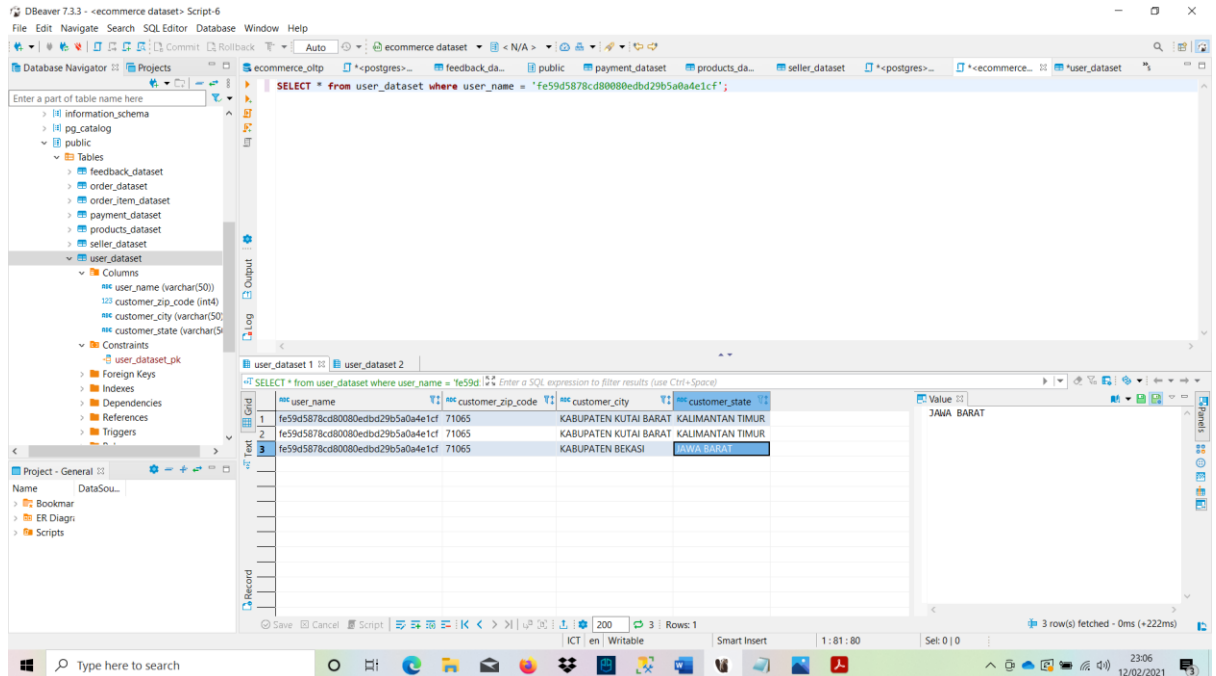 DBeaver 7.3.3 - <ecommerce dataset> Script-6
File Edit Navigate Search SQL Editor Database Window Help
Commit Rollback Auto ecommerce dataset < N/A >
Database Navigator Projects
ecommerce_oltp *<postgres>... feedback_da... public payment_dataset products_da... seller_dataset *<postgres>... *<ecommerce... *user_dataset
Enter a part of table name here
SELECT * from user_dataset where user_name = 'fe59d5878cd80080edbd29b5a0a4e1cf';
information_schema
pg_catalog
public
Tables
feedback_dataset
order_dataset
order_item_dataset
payment_dataset
products_dataset
seller_dataset
user_dataset
Columns
user_name (varchar(50))
123 customer_zip_code (int4)
customer_city (varchar(50)
customer_state (varchar(5
Constraints
user_dataset_pk
Foreign Keys
Indexes
Dependencies
References
Triggers
Output
Log
Project - General
Name DataSou...
Bookmar
ER Diagra
Scripts
user_dataset 1 user_dataset 2
SELECT * from user_dataset where user_name = 'fe59d Enter a SQL expression to filter results (use Ctrl+Space)
Grid
Text
Record
user_name customer_zip_code customer_city customer_state
1 fe59d5878cd80080edbd29b5a0a4e1cf 71065 KABUPATEN KUTAI BARAT KALIMANTAN TIMUR
2 fe59d5878cd80080edbd29b5a0a4e1cf 71065 KABUPATEN KUTAI BARAT KALIMANTAN TIMUR
3 fe59d5878cd80080edbd29b5a0a4e1cf 71065 KABUPATEN BEKASI JAWA BARAT
Value
JAWA BARAT
Panels
Save Cancel Script 200 3 Rows: 1
3 row(s) fetched - 0ms (+222ms)
ICT en Writable Smart Insert 1 : 81 : 80 Sel: 0 | 0
Type here to search
23:06
12/02/2021